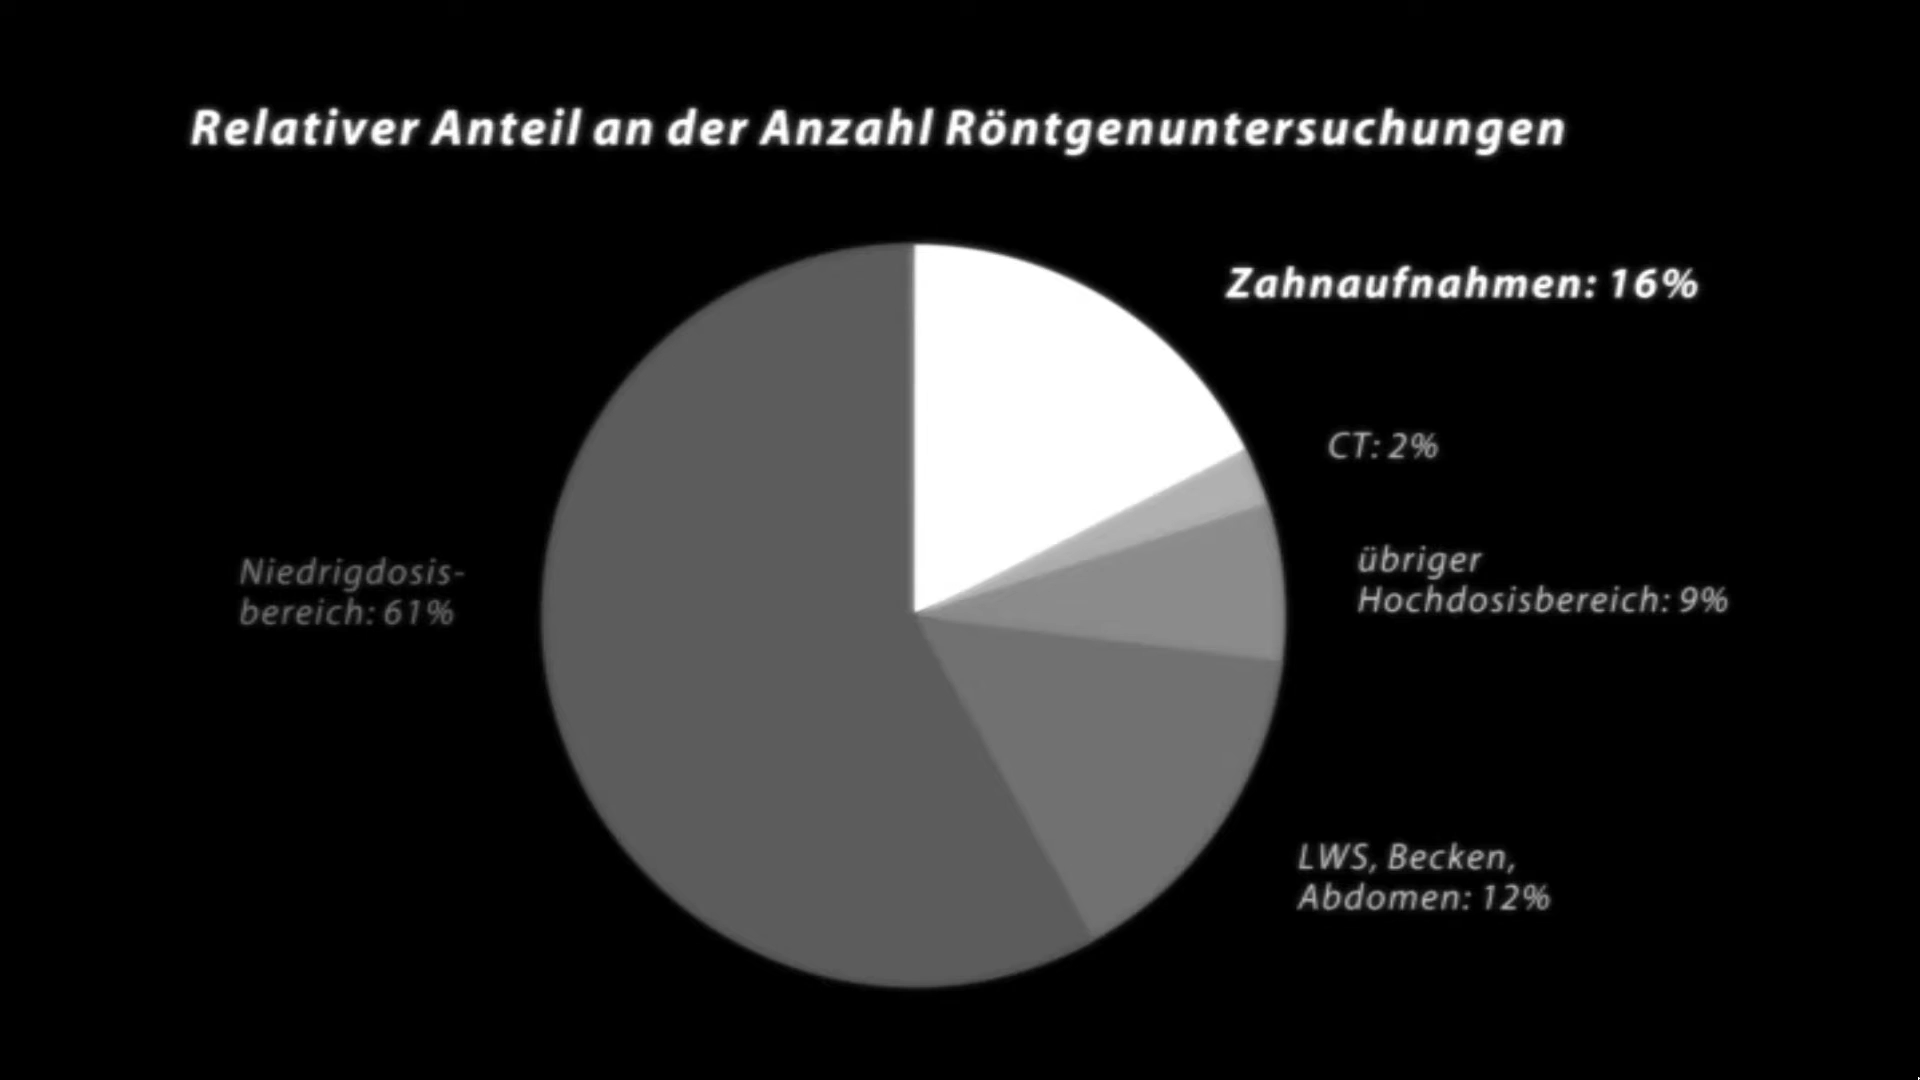 Relativer Anteil an der Anzahl Röntgenuntersuchungen
Zahnaufnahmen: 16%
CT: 2%
übriger
Hochdosisbereich: 9%
LWS, Becken,
Abdomen: 12%
Niedrigdosis-
bereich: 61%